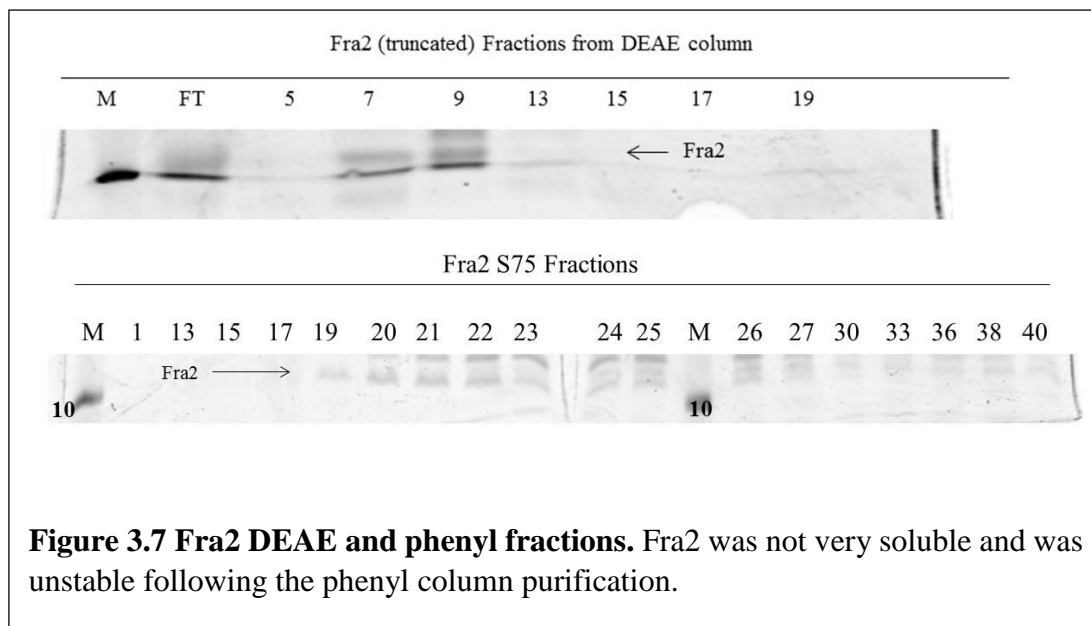 Fra2 (truncated) Fractions from DEAE column
M FT 5 7 9 13 15 17 19
← Fra2
Fra2 S75 Fractions
M 1 13 15 17 19 20 21 22 23 24 25 M 26 27 30 33 36 38 40
Fra2 →
10 10
Figure 3.7 Fra2 DEAE and phenyl fractions. Fra2 was not very soluble and was
unstable following the phenyl column purification.